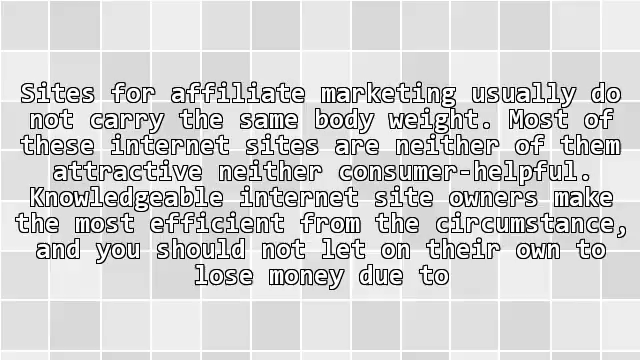 Sites for affiliate marketing usually do
not carry the same body weight. Most of
these internet sites are neither of them
attractive neither consumer-helpful.
Knowledgeable internet site owners make
the most efficient from the circumstance,
and you should not let on their own to
lose money due to